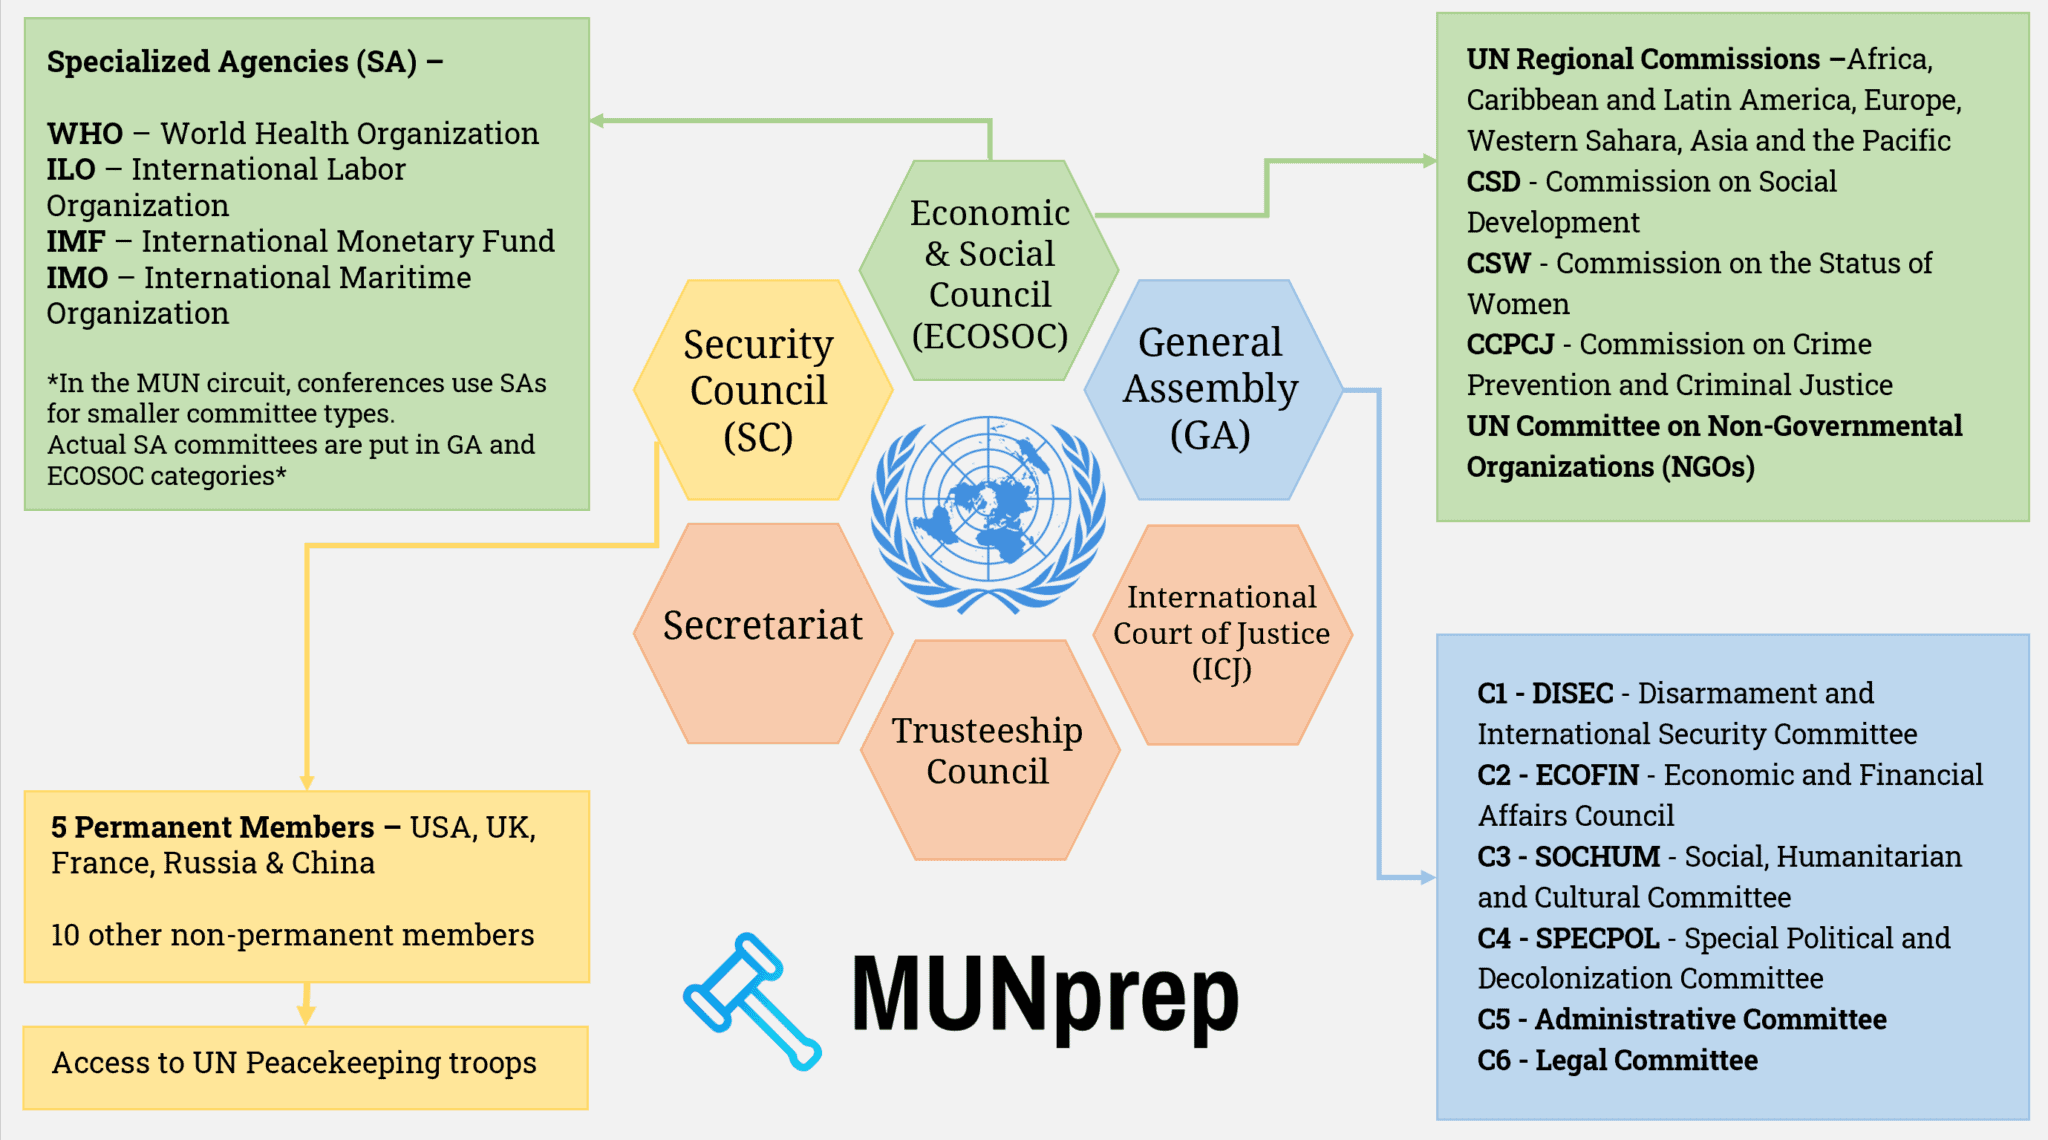 Specialized Agencies (SA) –
WHO – World Health Organization
ILO – International Labor
Organization
IMF – International Monetary Fund
IMO – International Maritime
Organization
*In the MUN circuit, conferences use SAs
for smaller committee types.
Actual SA committees are put in GA and
ECOSOC categories*
Economic
& Social
Council
(ECOSOC)
UN Regional Commissions –Africa,
Caribbean and Latin America, Europe,
Western Sahara, Asia and the Pacific
CSD - Commission on Social
Development
CSW - Commission on the Status of
Women
CCPCJ - Commission on Crime
Prevention and Criminal Justice
UN Committee on Non-Governmental
Organizations (NGOs)
Security
Council
(SC)
General
Assembly
(GA)
Secretariat
International
Court of Justice
(ICJ)
Trusteeship
Council
5 Permanent Members – USA, UK,
France, Russia & China
10 other non-permanent members
Access to UN Peacekeeping troops
C1 - DISEC - Disarmament and
International Security Committee
C2 - ECOFIN - Economic and Financial
Affairs Council
C3 - SOCHUM - Social, Humanitarian
and Cultural Committee
C4 - SPECPOL - Special Political and
Decolonization Committee
C5 - Administrative Committee
C6 - Legal Committee
MUNprep